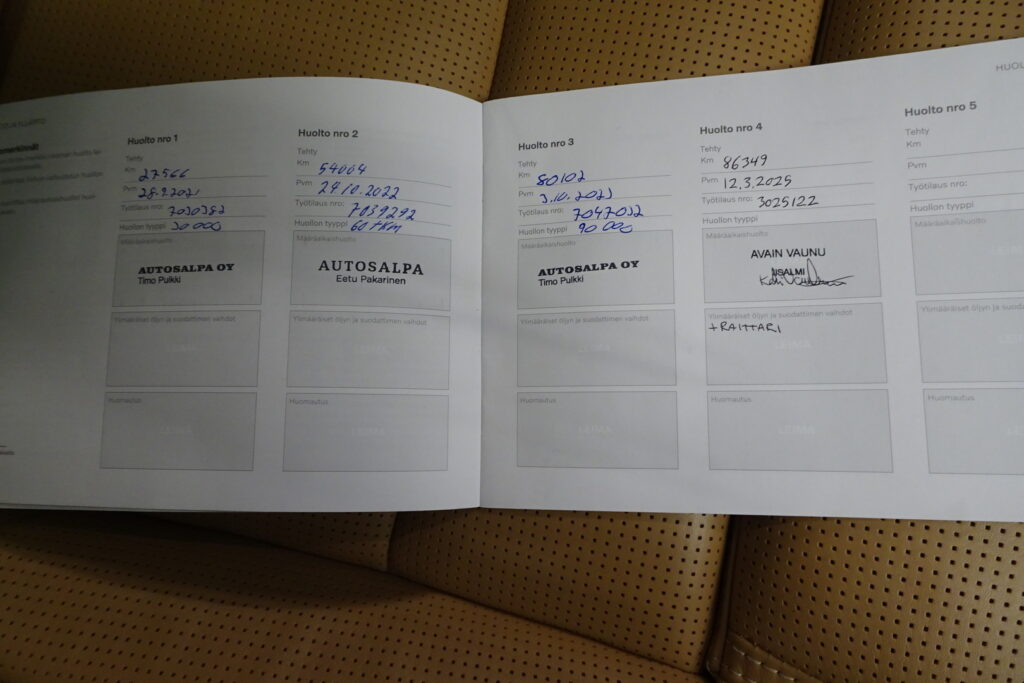 Huolto nro 1
Tehty
Km 27566
Pvm 28.9.2021
Työtilaus nro: 7030382
Huollon tyyppi 30 000
Määräaikaishuolto
AUTOSALPA OY
Timo Pulkki
Ylimääräiset öljyn ja suodattimen vaihdot
LEIMA
Huomautus
LEIMA
Huolto nro 2
Tehty
Km 54004
Pvm 24.10.2022
Työtilaus nro: 7039292
Huollon tyyppi 60 tkm
Määräaikaishuolto
AUTOSALPA
Eetu Pakarinen
Ylimääräiset öljyn ja suodattimen vaihdot
LEIMA
Huomautus
LEIMA
Huolto nro 3
Tehty
Km 80102
Pvm 3.10.2023
Työtilaus nro: 7047032
Huollon tyyppi 90 000
Määräaikaishuolto
AUTOSALPA OY
Timo Pulkki
Ylimääräiset öljyn ja suodattimen vaihdot
LEIMA
Huomautus
LEIMA
Huolto nro 4
Tehty
Km 86349
Pvm 12.3.2025
Työtilaus nro: 3025122
Huollon tyyppi
Määräaikaishuolto
AVAIN VAUNU
IISALMI
Ylimääräiset öljyn ja suodattimen vaihdot
+RAITTARI
LEIMA
Huomautus
LEIMA
Huolto nro 5
Tehty
Km
Pvm
Työtilaus nro:
Huollon tyyppi
Määräaikaishuolto
Ylimääräiset öljyn ja suod
Huomautus